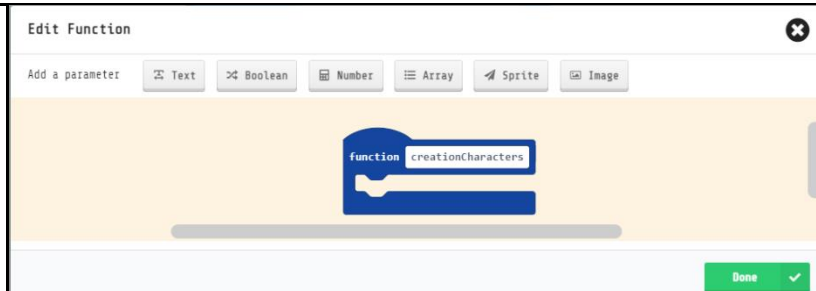 Edit Function
Add a parameter Text Boolean Number Array Sprite Image
function creationCharacters
Done